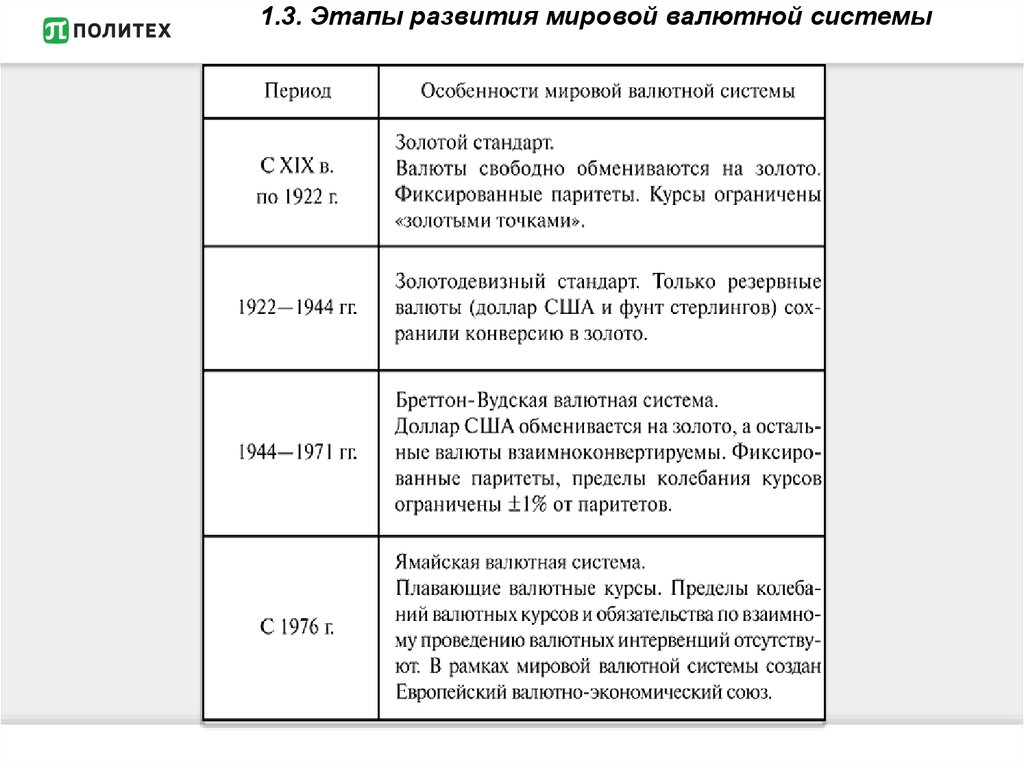 1.3. Этапы развития мировой валютной системы
ПОЛИТЕХ
Период
Особенности мировой валютной системы
С XIX в.
по 1922 г.
Золотой стандарт.
Валюты свободно обмениваются на золото.
Фиксированные паритеты. Курсы ограничены
«золотыми точками».
1922—1944 гг.
Золотодевизный стандарт. Только резервные
валюты (доллар США и фунт стерлингов) сох-
ранили конверсию в золото.
1944—1971 гг.
Бреттон-Вудская валютная система.
Доллар США обменивается на золото, а осталь-
ные валюты взаимноконвертируемы. Фиксиро-
ванные паритеты, пределы колебания курсов
ограничены ±1% от паритетов.
С 1976 г.
Ямайская валютная система.
Плавающие валютные курсы. Пределы колеба-
ний валютных курсов и обязательства по взаимно-
му проведению валютных интервенций отсутству-
ют. В рамках мировой валютной системы создан
Европейский валютно-экономический союз.